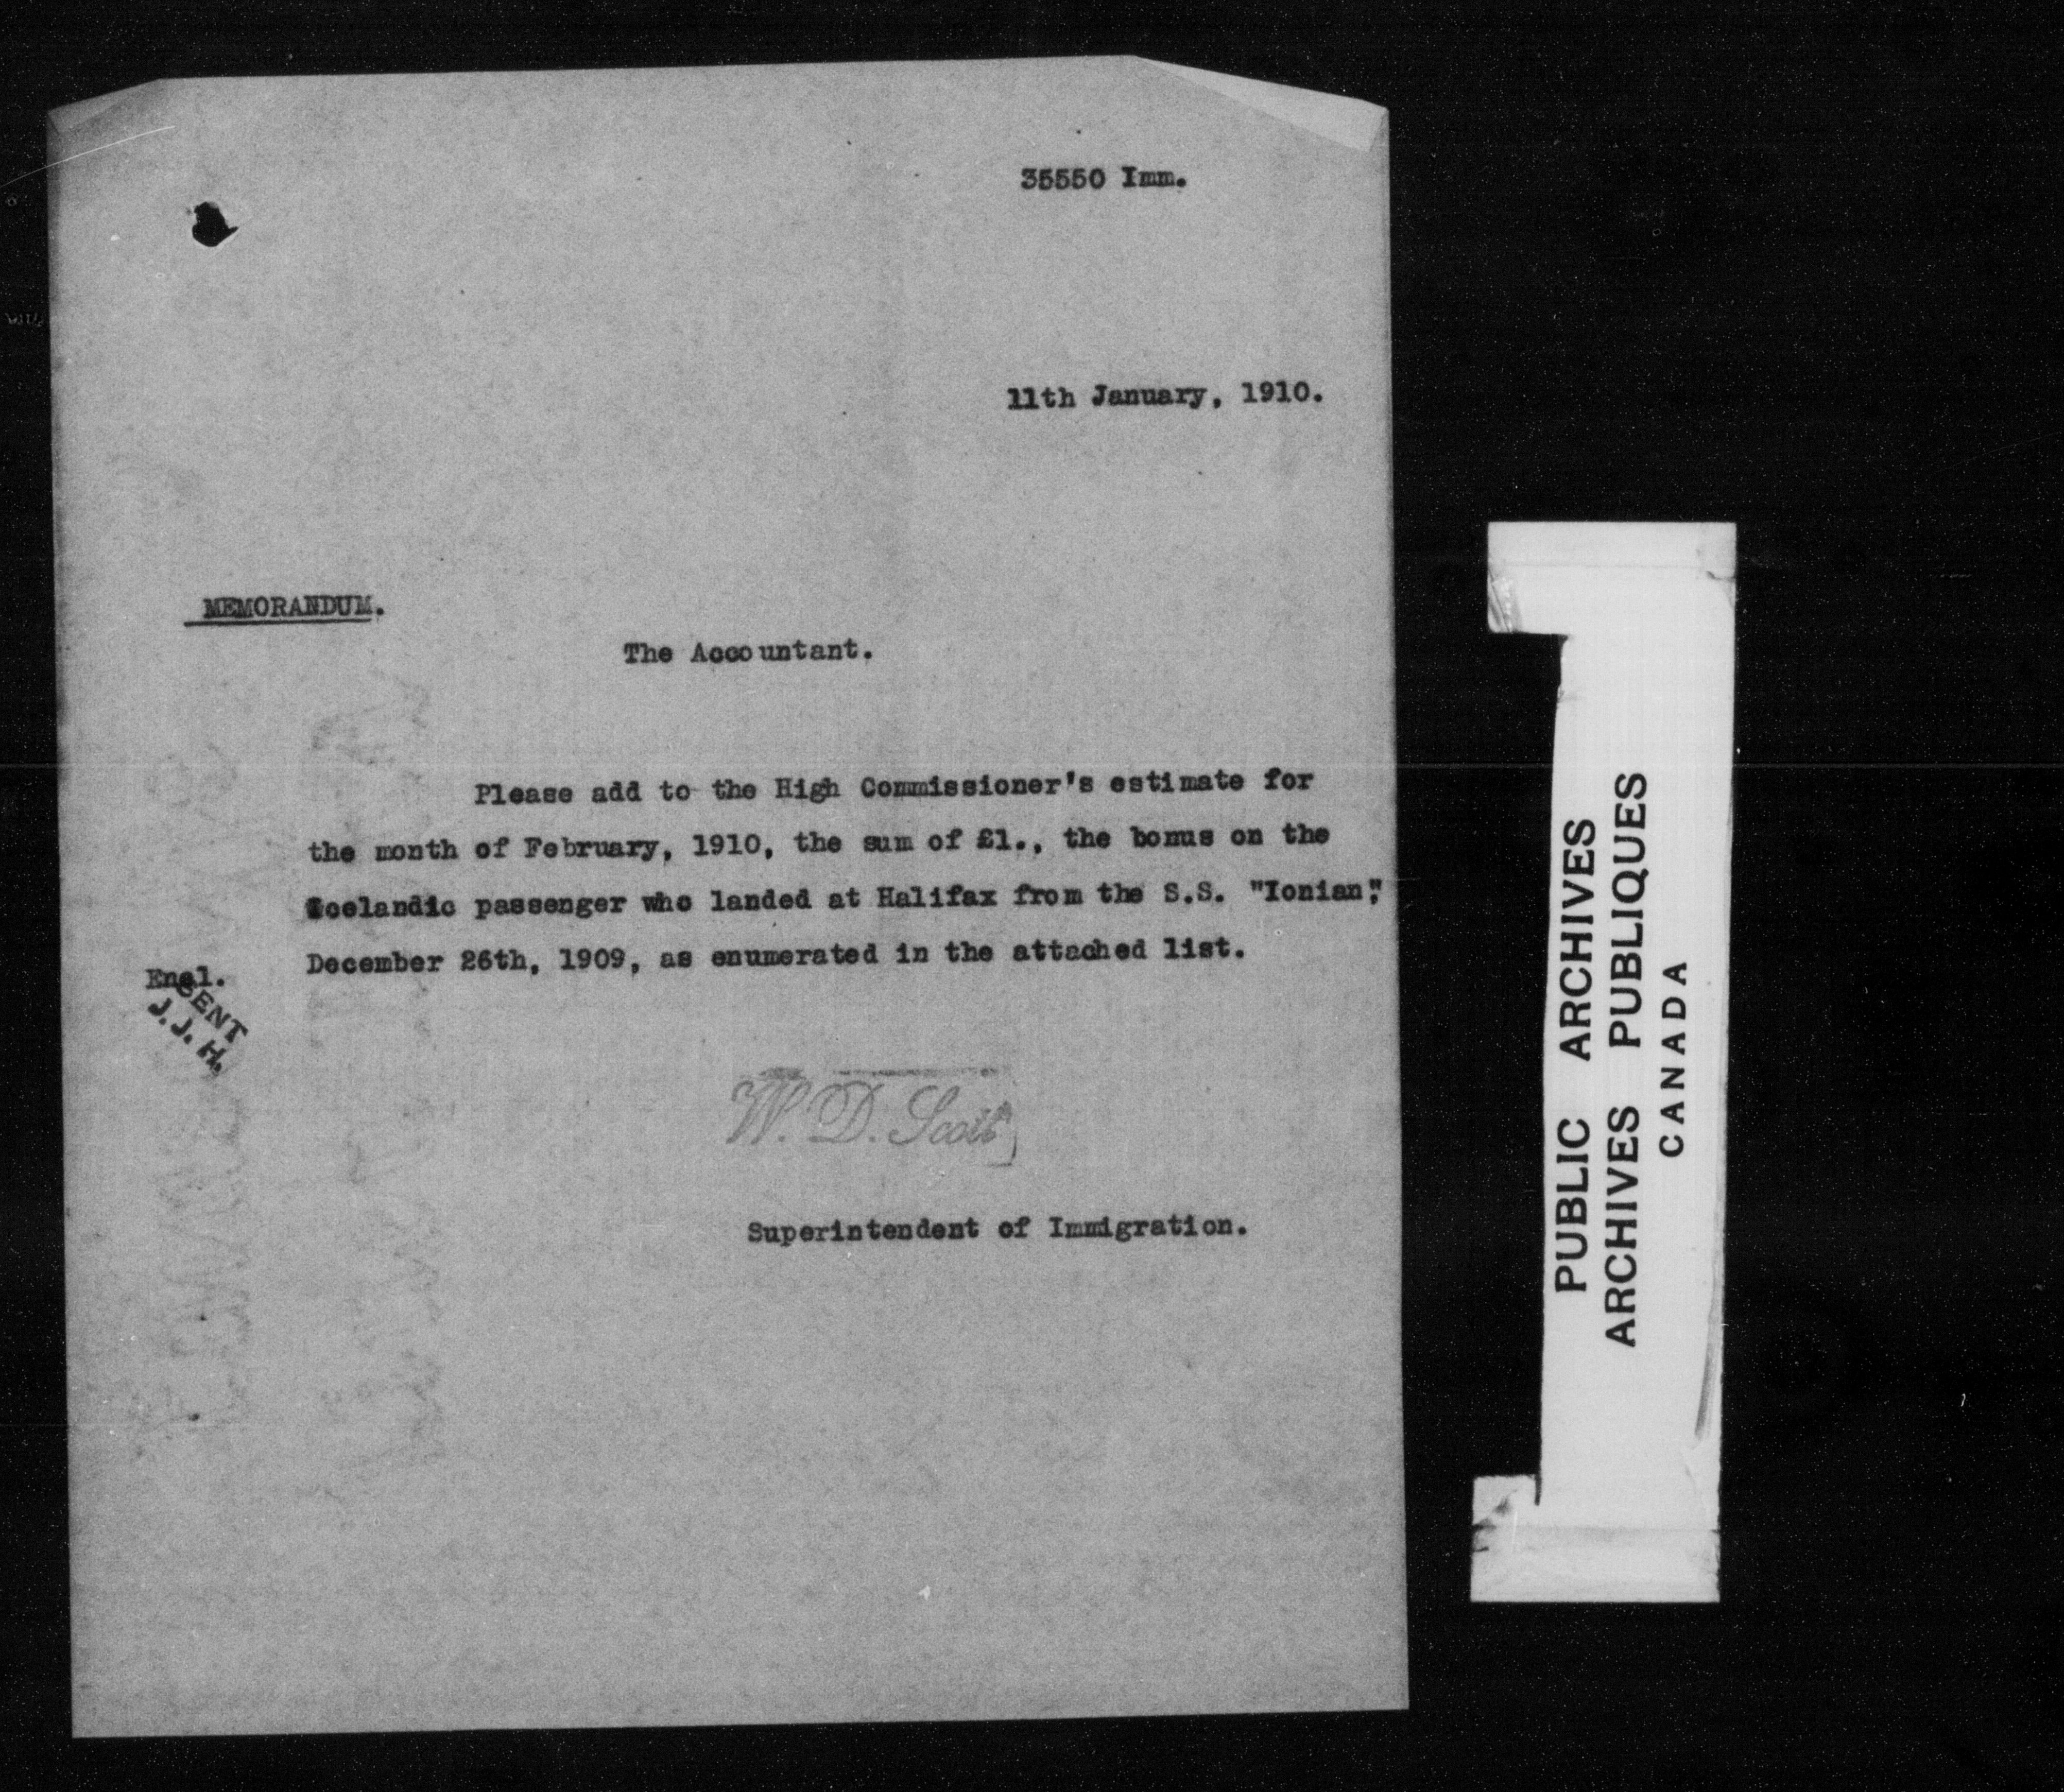 35550 Imm.
11th January, 1910.
MEMORANDUM.
The Accountant.
Please add to the High Commissioner's estimate for
the month of February, 1910, the sum of £1., the bonus on the
Icelandic passenger who landed at Halifax from the S.S. "Ionian",
December 26th, 1909, as enumerated in the attached list.
Encl.
SENT
J. J. H.
W. D. Scott
Superintendent of Immigration.
PUBLIC ARCHIVES
ARCHIVES PUBLIQUES
CANADA